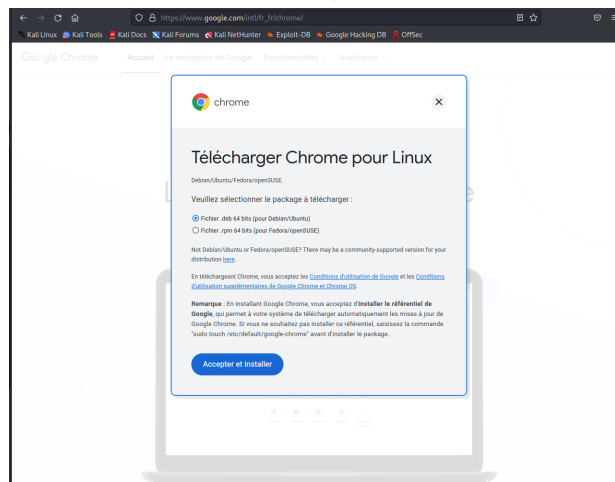 https://www.google.com/intl/fr_fr/chrome/
Kali Linux Kali Tools Kali Docs Kali Forums Kali NetHunter Exploit-DB Google Hacking DB OffSec
Google Chrome Accueil Le navigateur de Google Fonctionnalités Assistance
chrome
Télécharger Chrome pour Linux
Debian/Ubuntu/Fedora/openSUSE.
Veuillez sélectionner le package à télécharger :
Fichier .deb 64 bits (pour Debian/Ubuntu)
Fichier .rpm 64 bits (pour Fedora/openSUSE)
Not Debian/Ubuntu or Fedora/openSUSE? There may be a community-supported version for your
distribution here.
En téléchargeant Chrome, vous acceptez les Conditions d'utilisation de Google et les Conditions
d'utilisation supplémentaires de Google Chrome et Chrome OS.
Remarque : En installant Google Chrome, vous acceptez d'installer le référentiel de
Google, qui permet à votre système de télécharger automatiquement les mises à jour de
Google Chrome. Si vous ne souhaitez pas installer ce référentiel, saisissez la commande
"sudo touch /etc/default/google-chrome" avant d'installer le package.
Accepter et installer